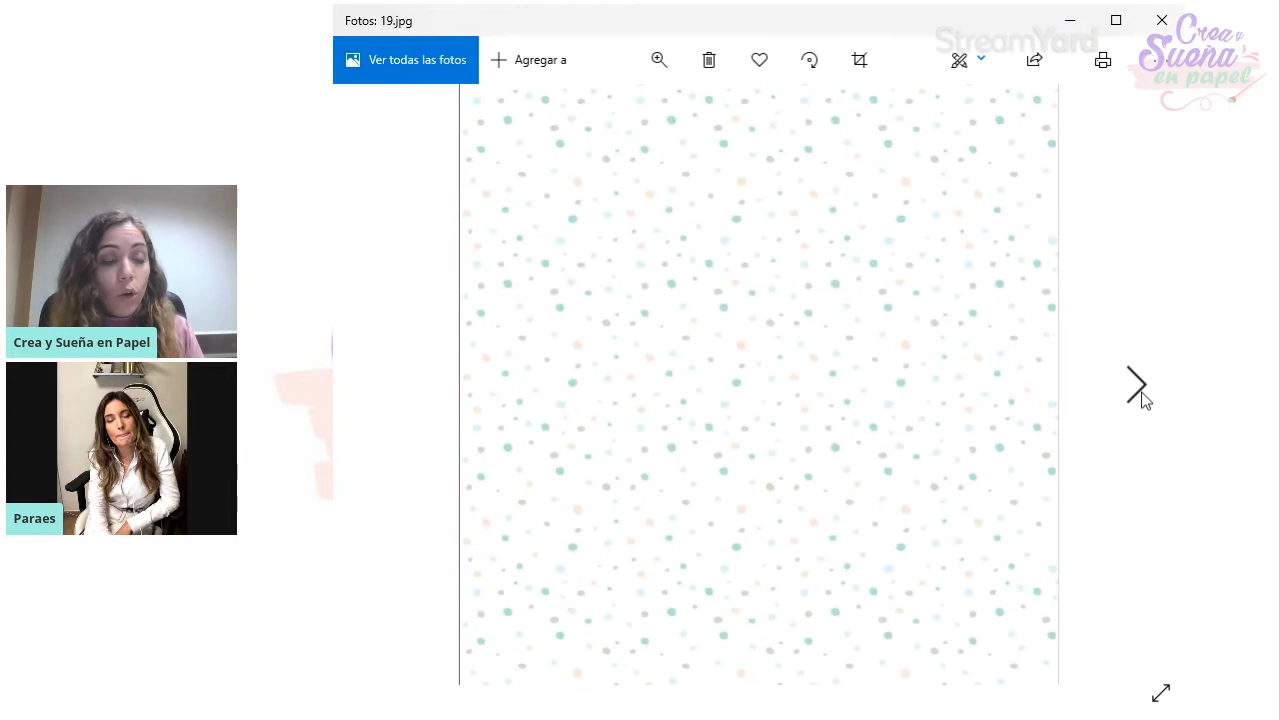 Fotos: 19.jpg
StreamYard
Crea y
Sueña
en papel
Ver todas las fotos
Agregar a
Crea y Sueña en Papel
Paraes